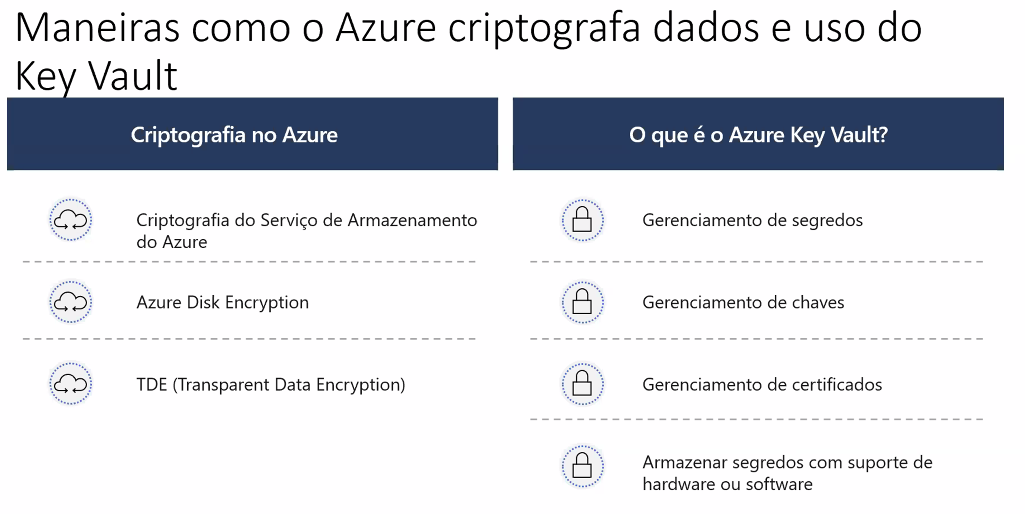 Maneiras como o Azure criptografa dados e uso do
Key Vault
Criptografia no Azure
Criptografia do Serviço de Armazenamento
do Azure
Azure Disk Encryption
TDE (Transparent Data Encryption)
O que é o Azure Key Vault?
Gerenciamento de segredos
Gerenciamento de chaves
Gerenciamento de certificados
Armazenar segredos com suporte de
hardware ou software